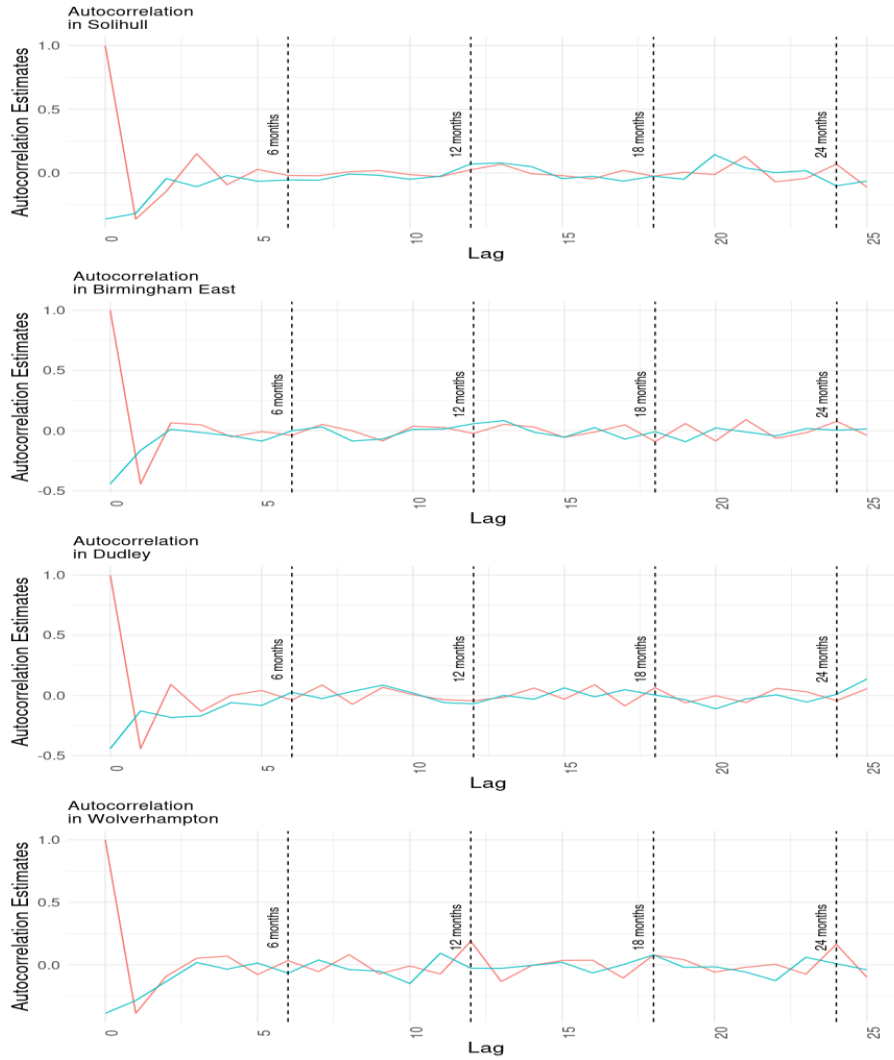 Autocorrelation
in Solihull
Autocorrelation Estimates
1.0
0.5
0.0
6 months
12 months
18 months
24 months
0
5
10
15
20
25
Lag
Autocorrelation
in Birmingham East
Autocorrelation Estimates
1.0
0.5
0.0
-0.5
6 months
12 months
18 months
24 months
0
5
10
15
20
25
Lag
Autocorrelation
in Dudley
Autocorrelation Estimates
1.0
0.5
0.0
-0.5
6 months
12 months
18 months
24 months
0
5
10
15
20
25
Lag
Autocorrelation
in Wolverhampton
Autocorrelation Estimates
1.0
0.5
0.0
6 months
12 months
18 months
24 months
0
5
10
15
20
25
Lag